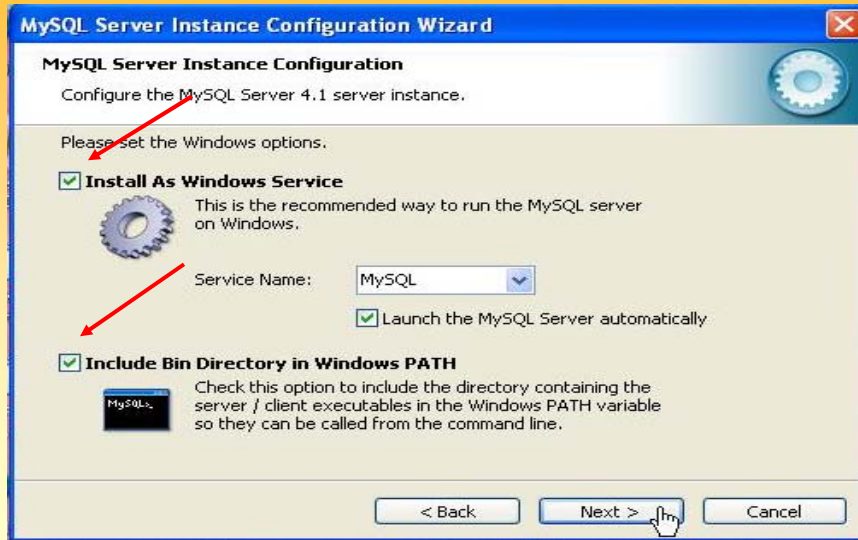 MySQL Server Instance Configuration Wizard
MySQL Server Instance Configuration
Configure the MySQL Server 4.1 server instance.
Please set the Windows options.
Install As Windows Service
This is the recommended way to run the MySQL server
on Windows.
Service Name: MySQL
Launch the MySQL Server automatically
Include Bin Directory in Windows PATH
Check this option to include the directory containing the
server / client executables in the Windows PATH variable
so they can be called from the command line.
MySQL>_
< Back Next > Cancel